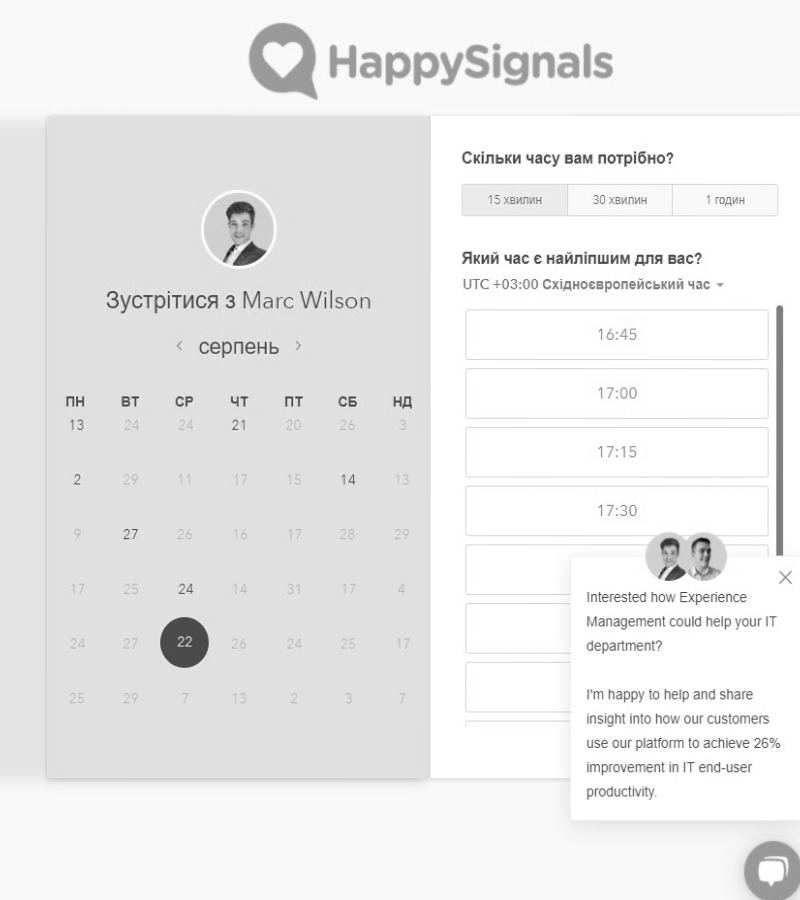 HappySignals
Зустрітися з Marc Wilson
серпень
ПН ВТ СР ЧТ ПТ СБ НД
13 24 24 21 20 26 3
2 29 11 17 15 14 13
9 27 26 16 17 28 29
17 25 24 14 31 17 4
24 27 22 26 24 25 17
25 29 7 13 2 3 7
Скільки часу вам потрібно?
15 хвилин 30 хвилин 1 годин
Який час є найліпшим для вас?
UTC +03:00 Східноєвропейський час
16:45
17:00
17:15
17:30
Interested how Experience
Management could help your IT
department?
I'm happy to help and share
insight into how our customers
use our platform to achieve 26%
improvement in IT end-user
productivity.